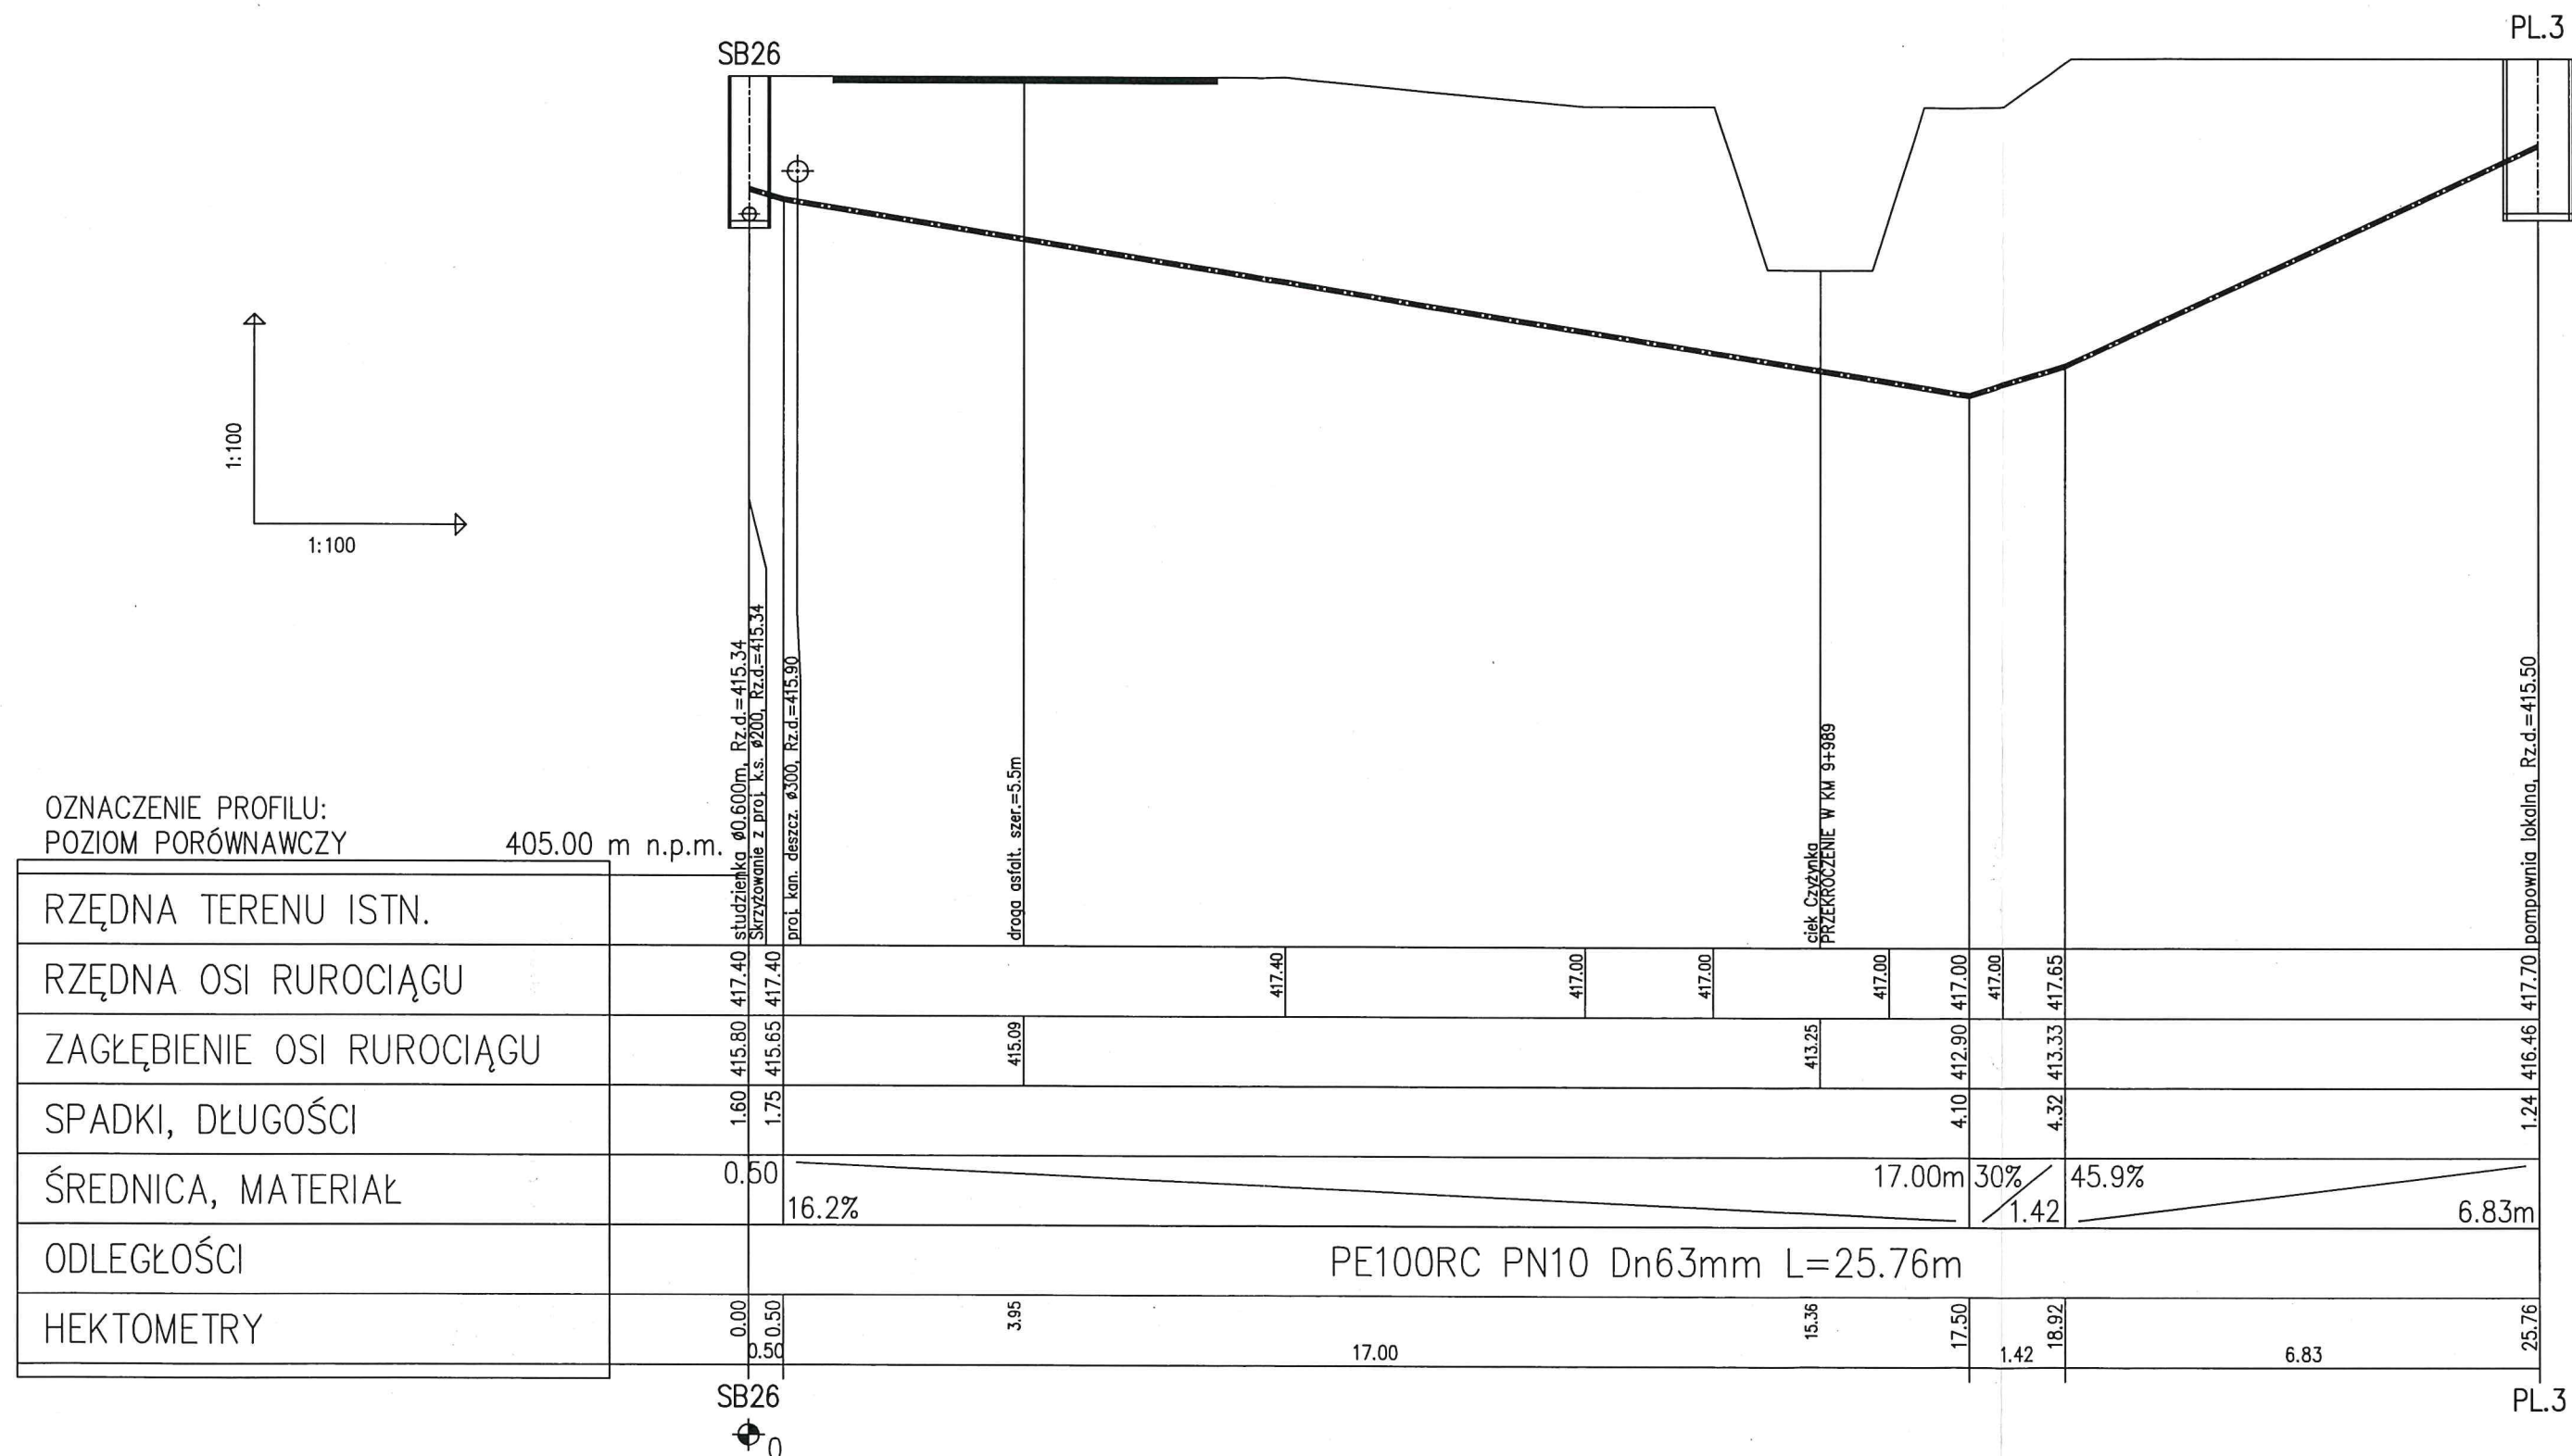 PL.3
SB26
1:100
1:100
studzienka ø0.600m, Rz.d.=415.34
Skrzyżowanie z proj. k.s. ø200, Rz.d.=415.34
proj. kan. deszcz. ø300, Rz.d.=415.90
droga asfalt. szer.=5.5m
ciek Czyżynka
PRZEKROCZENIE W KM 9+989
pompownia lokalna, Rz.d.=415.50
OZNACZENIE PROFILU:
POZIOM PORÓWNAWCZY 405.00 m n.p.m.
RZĘDNA TERENU ISTN.
RZĘDNA OSI RUROCIĄGU 417.40 417.40 417.40 417.00 417.00 417.00 417.00 417.00 417.65 417.70
ZAGŁĘBIENIE OSI RUROCIĄGU 415.80 415.65 415.09 413.25 412.90 413.33 416.46
SPADKI, DŁUGOŚCI 1.60 1.75 4.10 4.32 1.24
ŚREDNICA, MATERIAŁ 0.50 17.00m 30% 45.9%
16.2% 1.42 6.83m
ODLEGŁOŚCI PE100RC PN10 Dn63mm L=25.76m
HEKTOMETRY 0.00 0.50 3.95 15.36 17.50 18.92 25.76
0.50 17.00 1.42 6.83
SB26 PL.3
0